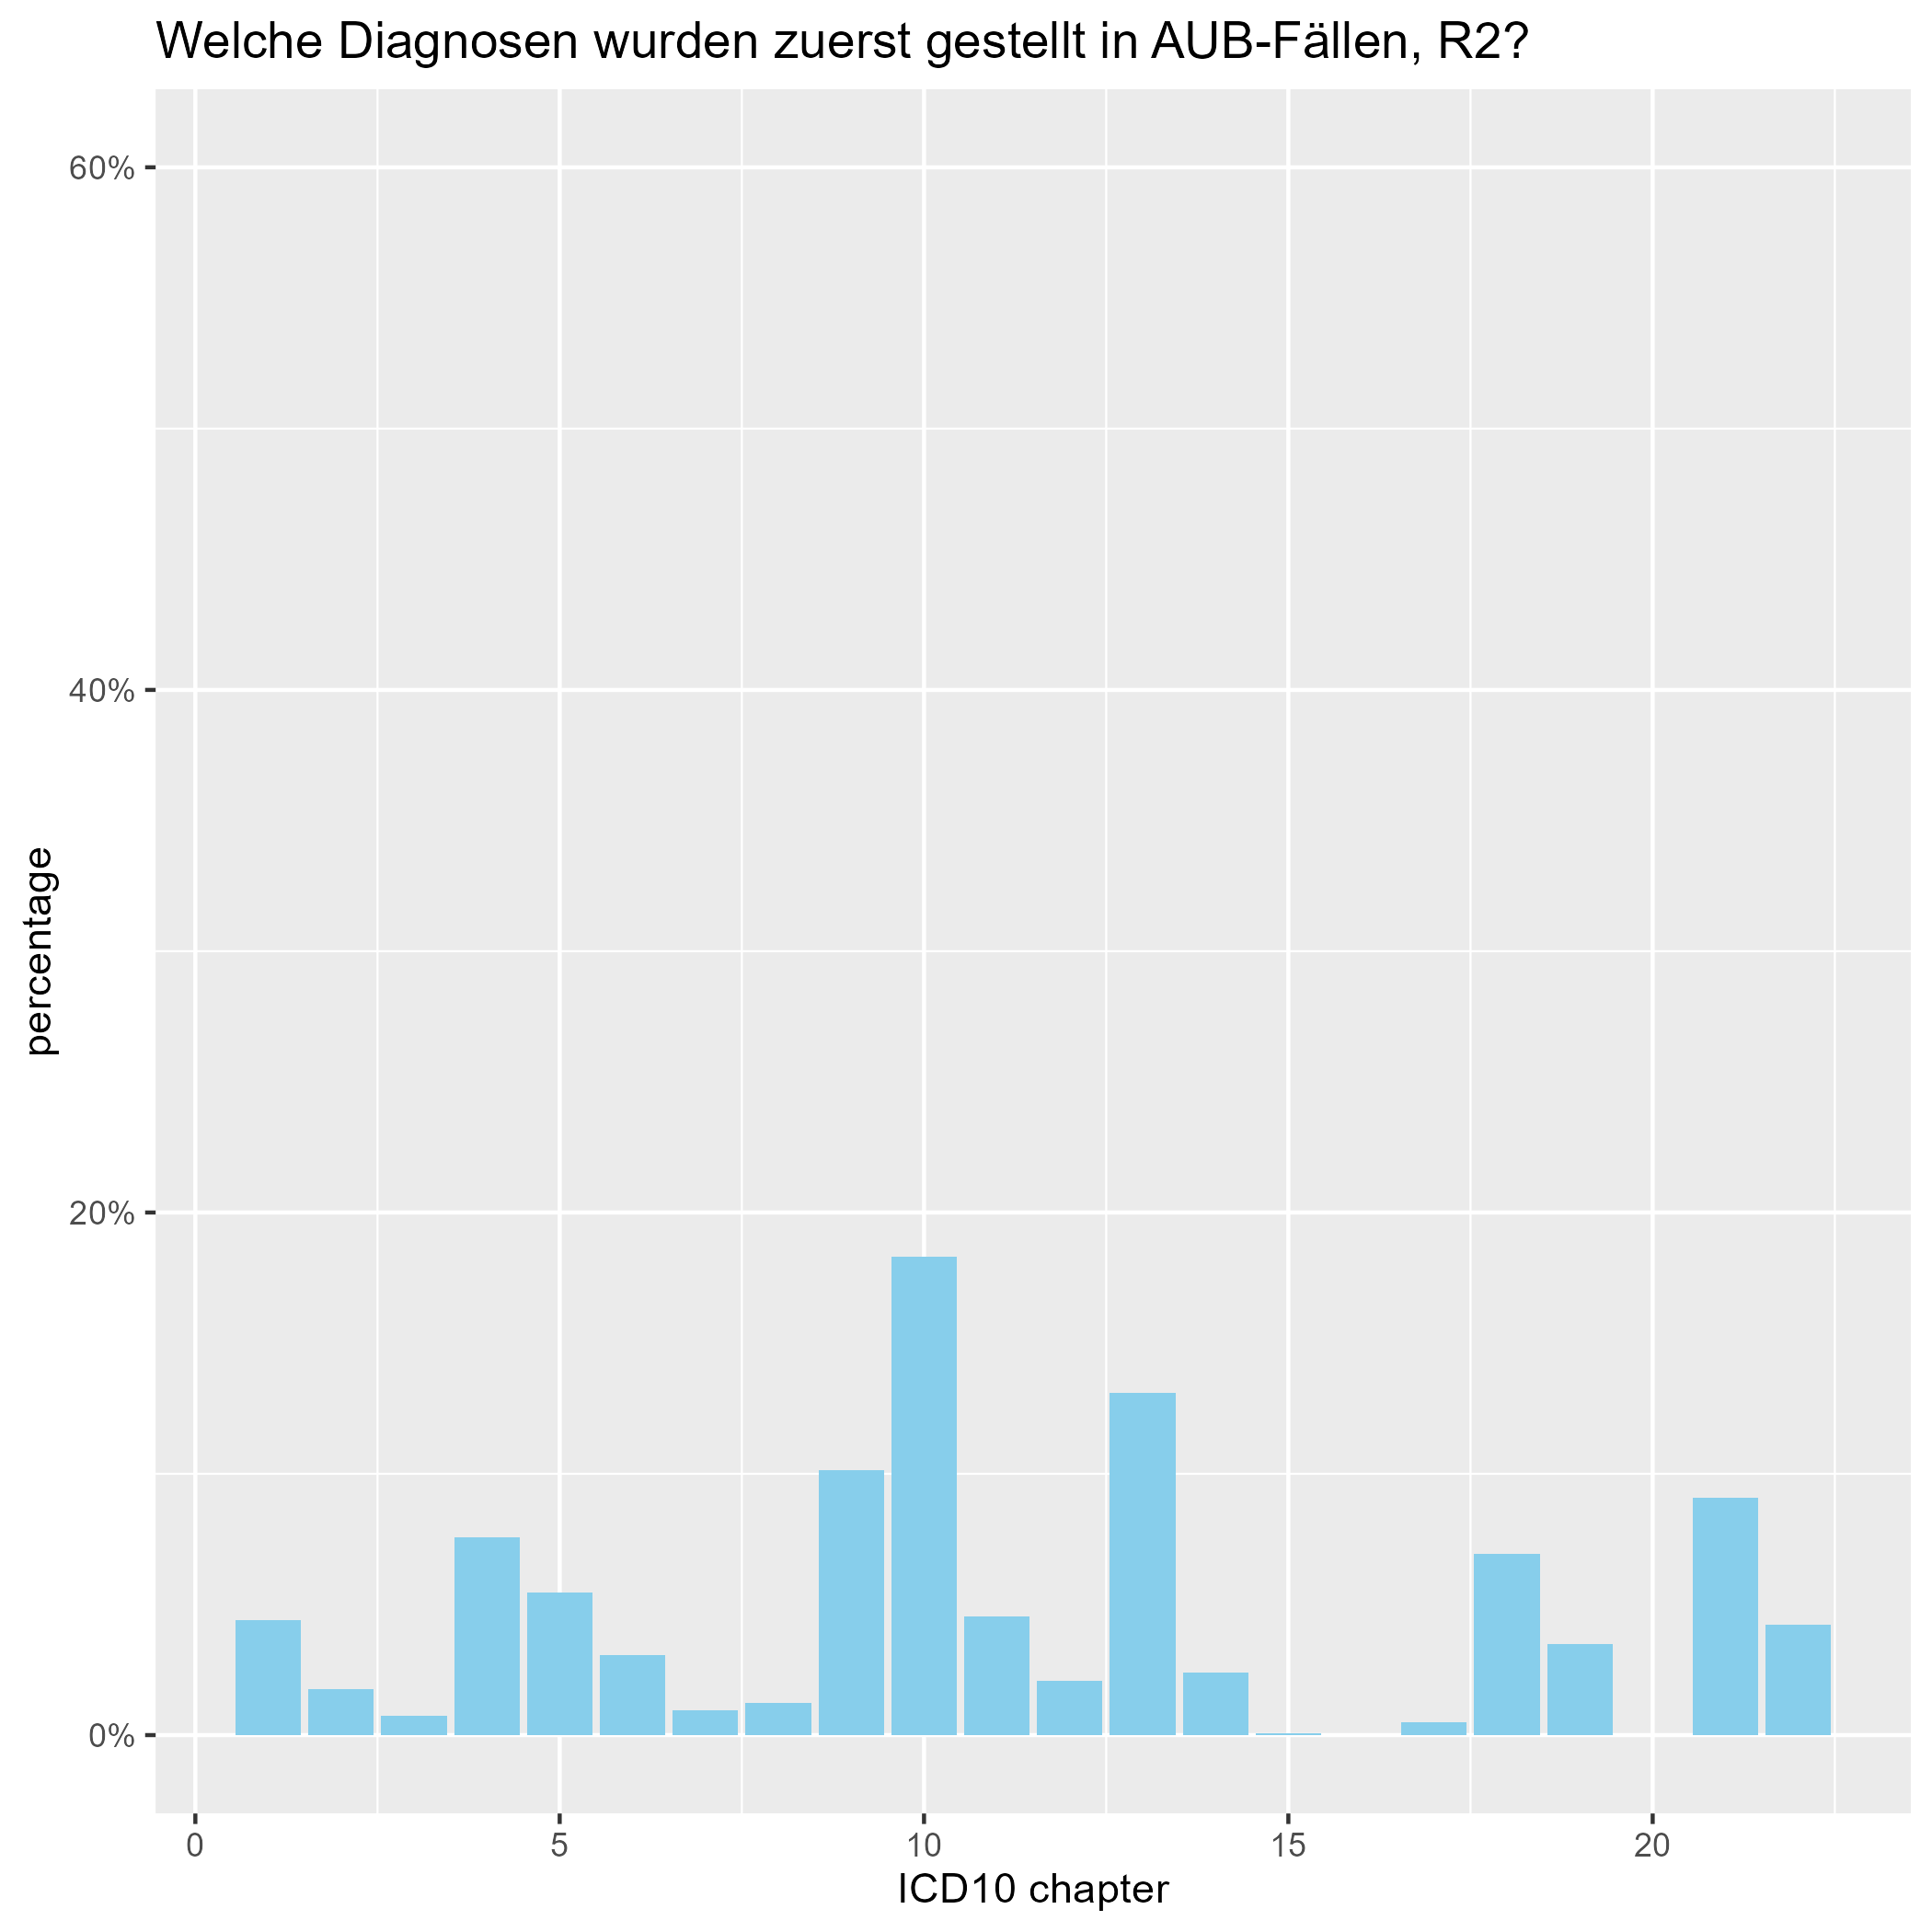 Welche Diagnosen wurden zuerst gestellt in AUB-Fällen, R2?
60%
40%
20%
0%
percentage
0 5 10 15 20
ICD10 chapter